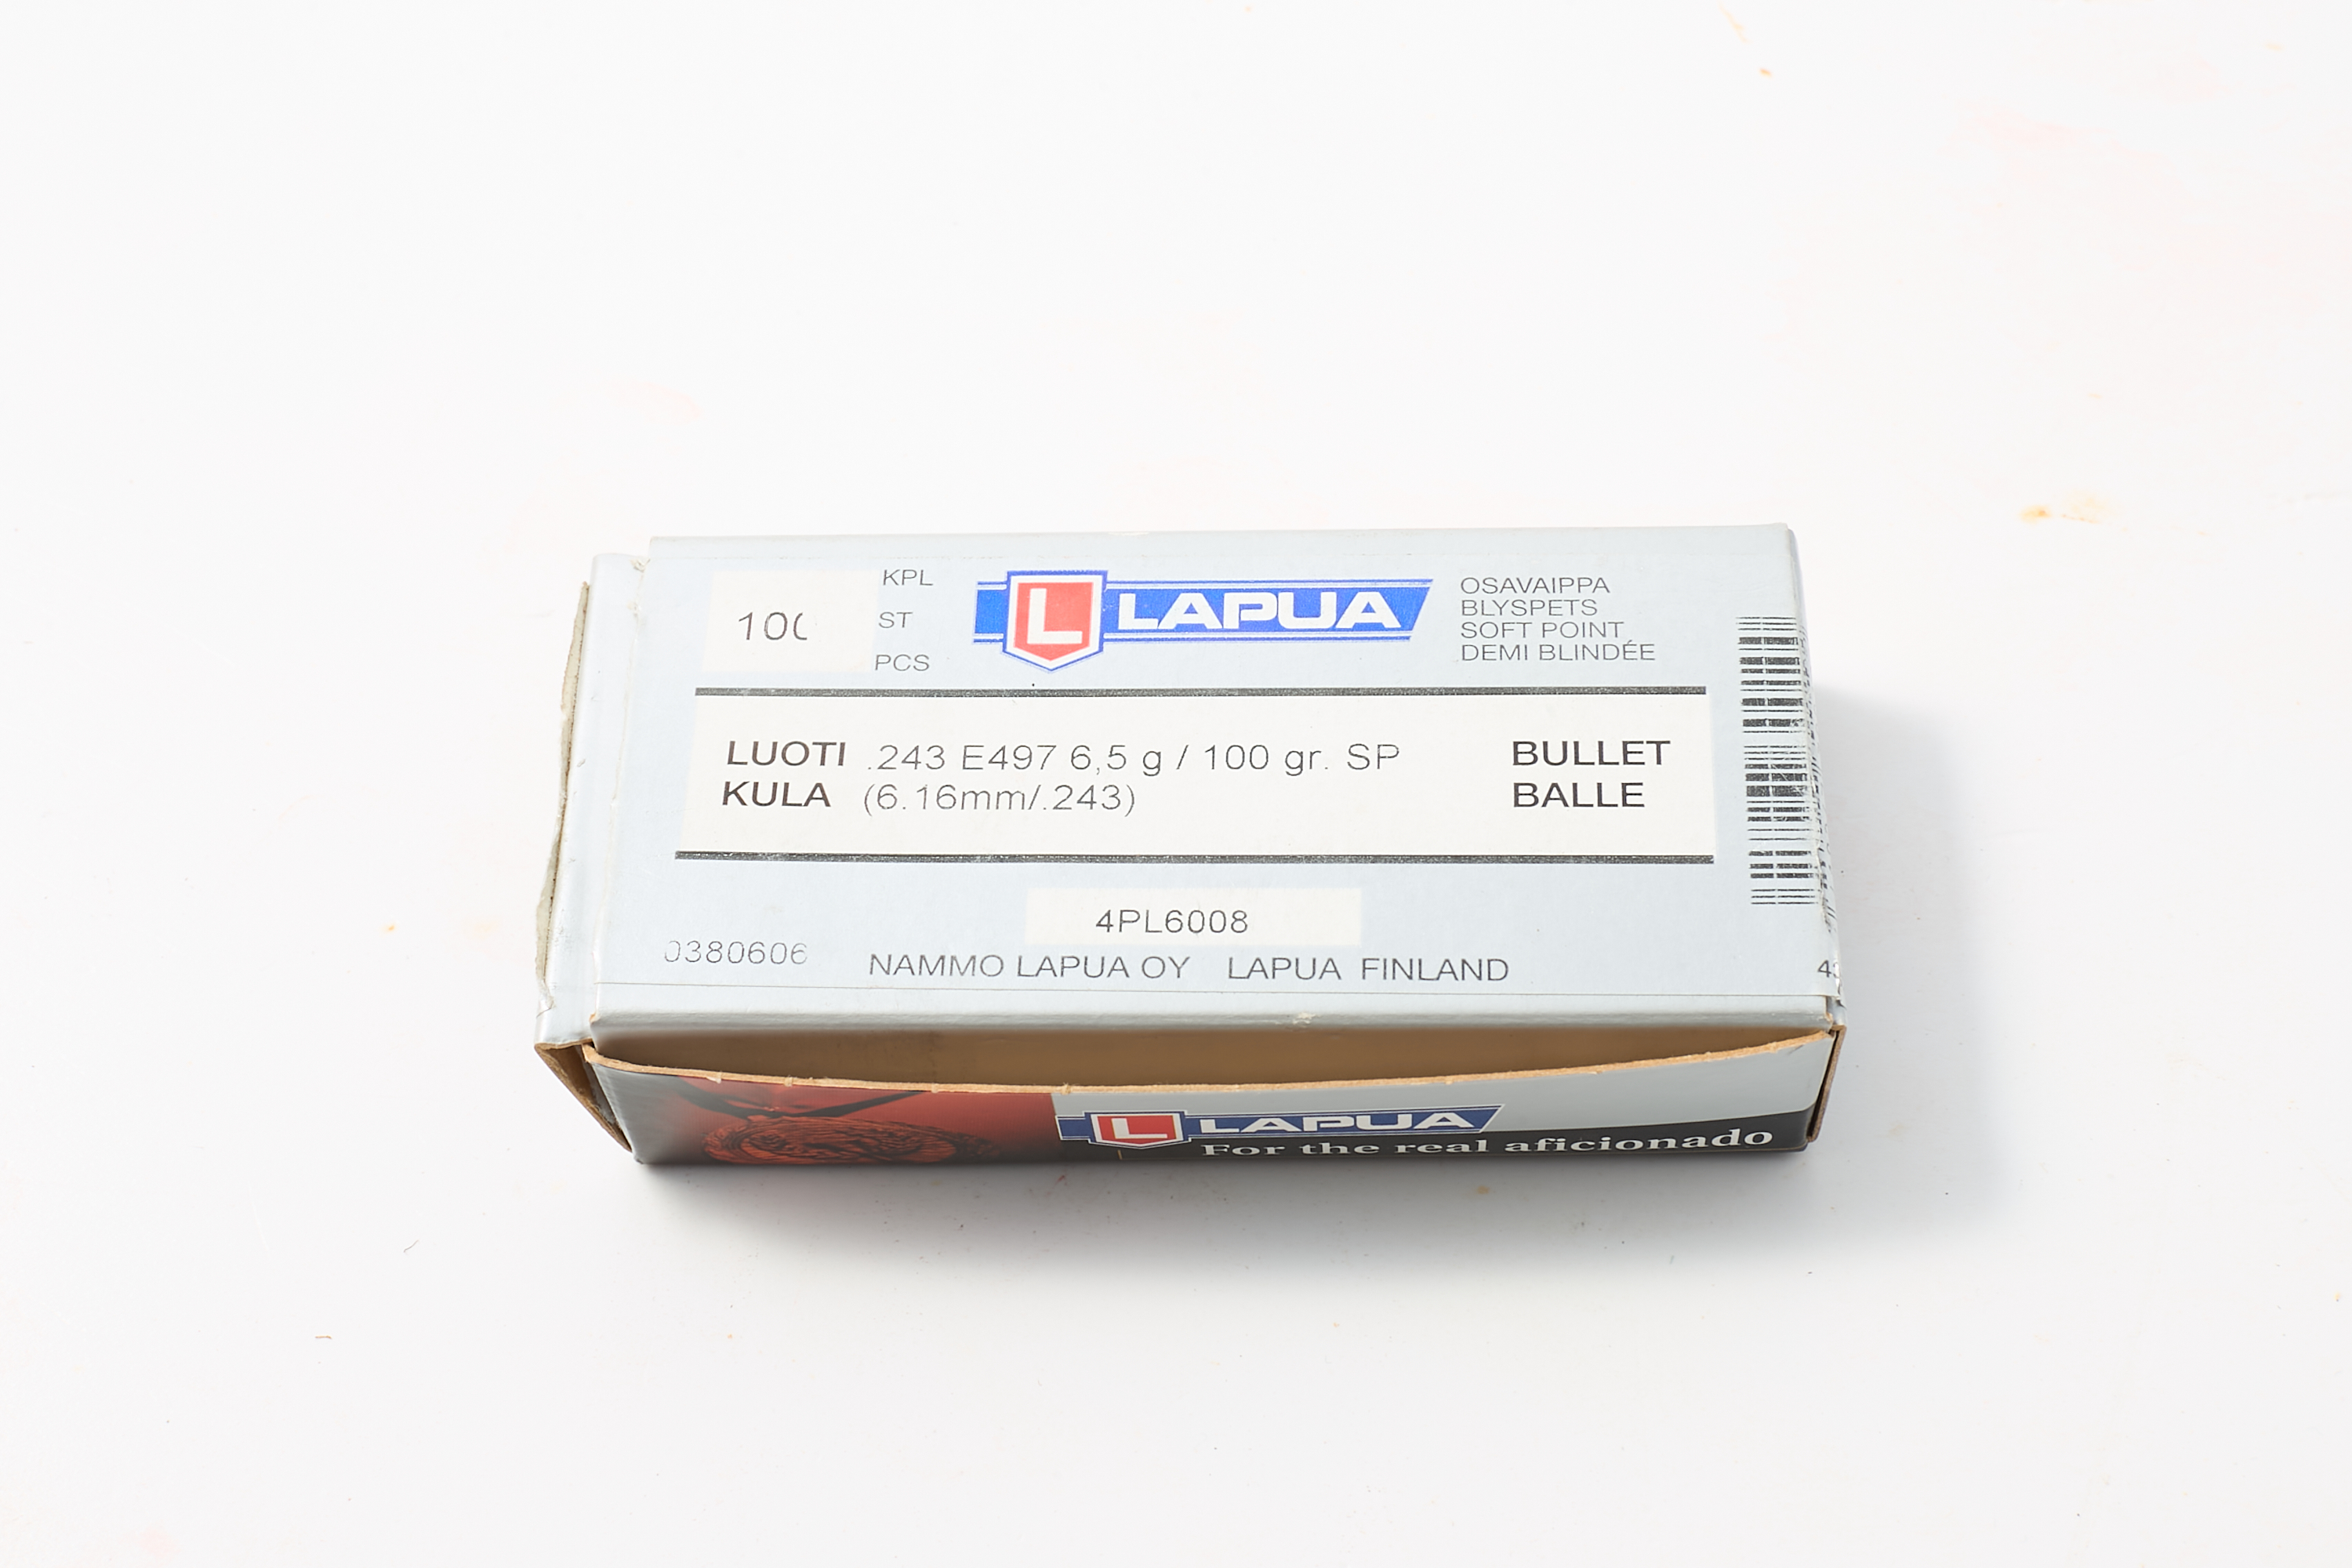 100
KPL
ST
PCS
L LAPUA
OSAVAIPPA
BLYSPETS
SOFT POINT
DEMI BLINDÉE
LUOTI .243 E497 6,5 g / 100 gr. SP
KULA (6.16mm/.243)
BULLET
BALLE
4PL6008
0380606
NAMMO LAPUA OY LAPUA FINLAND
L LAPUA
For the real aficionado